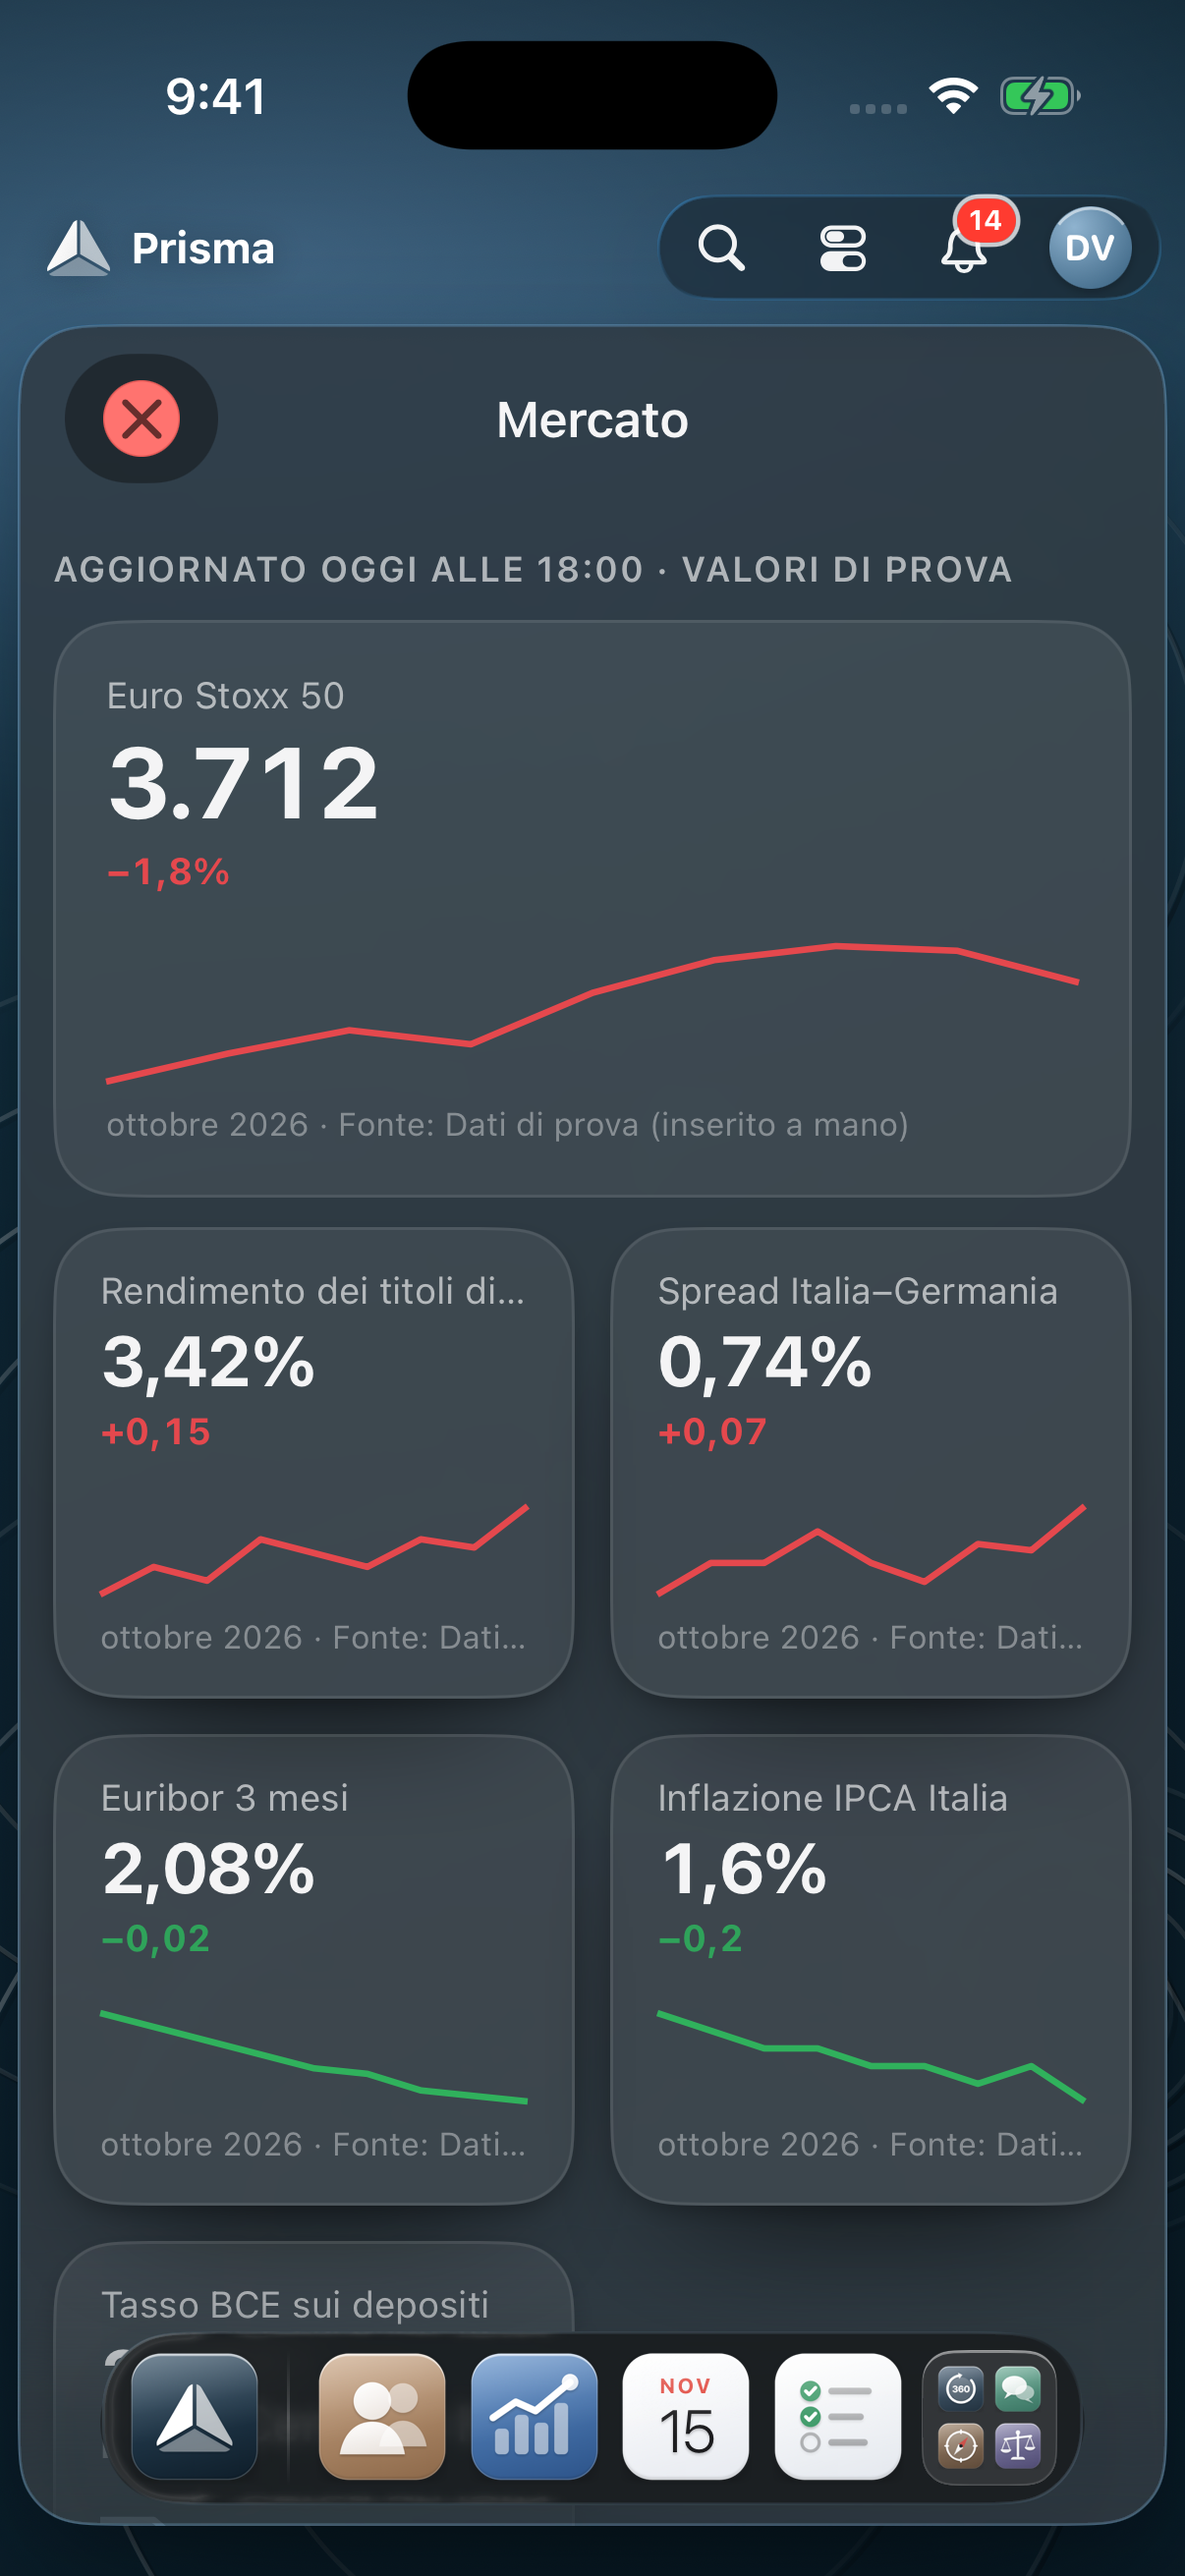 9:41
Prisma
14
DV
Mercato
AGGIORNATO OGGI ALLE 18:00 · VALORI DI PROVA
Euro Stoxx 50
3.712
−1,8%
ottobre 2026 · Fonte: Dati di prova (inserito a mano)
Rendimento dei titoli di...
3,42%
+0,15
ottobre 2026 · Fonte: Dati...
Spread Italia–Germania
0,74%
+0,07
ottobre 2026 · Fonte: Dati...
Euribor 3 mesi
2,08%
−0,02
ottobre 2026 · Fonte: Dati...
Inflazione IPCA Italia
1,6%
−0,2
ottobre 2026 · Fonte: Dati...
Tasso BCE sui depositi
NOV
15
360